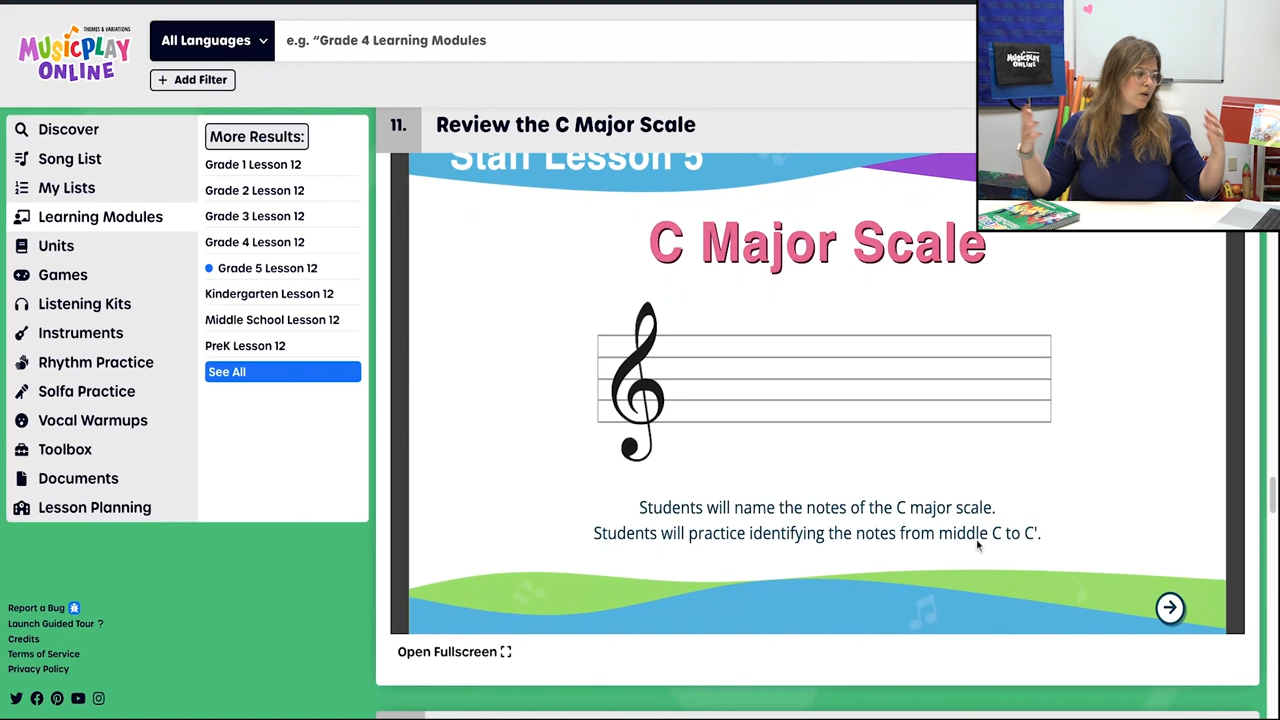 THEMES & VARIATIONS
MUSICPLAY
ONLINE
All Languages
e.g. “Grade 4 Learning Modules
+ Add Filter
MUSICPLAY
ONLINE
Discover
Song List
My Lists
Learning Modules
Units
Games
Listening Kits
Instruments
Rhythm Practice
Solfa Practice
Vocal Warmups
Toolbox
Documents
Lesson Planning
More Results:
Grade 1 Lesson 12
Grade 2 Lesson 12
Grade 3 Lesson 12
Grade 4 Lesson 12
Grade 5 Lesson 12
Kindergarten Lesson 12
Middle School Lesson 12
PreK Lesson 12
See All
11. Review the C Major Scale
Staff Lesson 5
C Major Scale
Students will name the notes of the C major scale.
Students will practice identifying the notes from middle C to C'.
Open Fullscreen
Report a Bug
Launch Guided Tour ?
Credits
Terms of Service
Privacy Policy